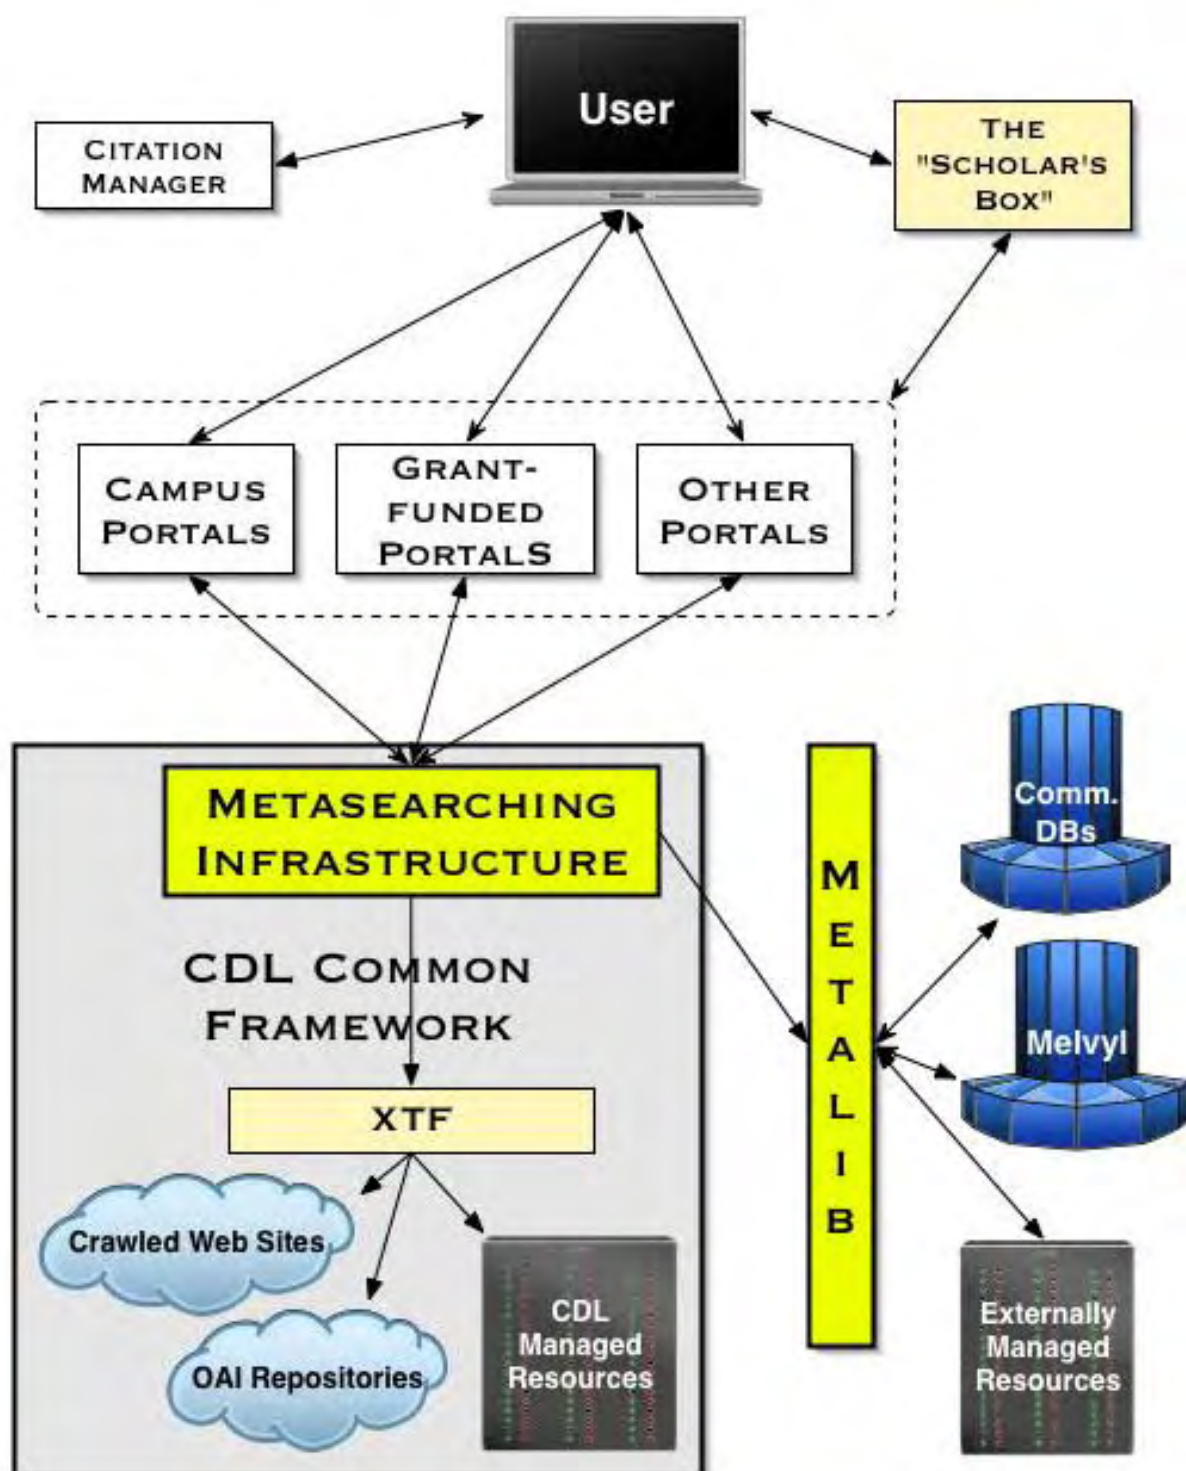 User
CITATION
MANAGER
THE
"SCHOLAR'S
BOX"
CAMPUS
PORTALS
GRANT-
FUNDED
PORTALS
OTHER
PORTALS
METASEARCHING
INFRASTRUCTURE
CDL COMMON
FRAMEWORK
XTF
Crawled Web Sites
OAI Repositories
CDL
Managed
Resources
M
E
T
A
L
I
B
Comm.
DBs
Melvyl
Externally
Managed
Resources